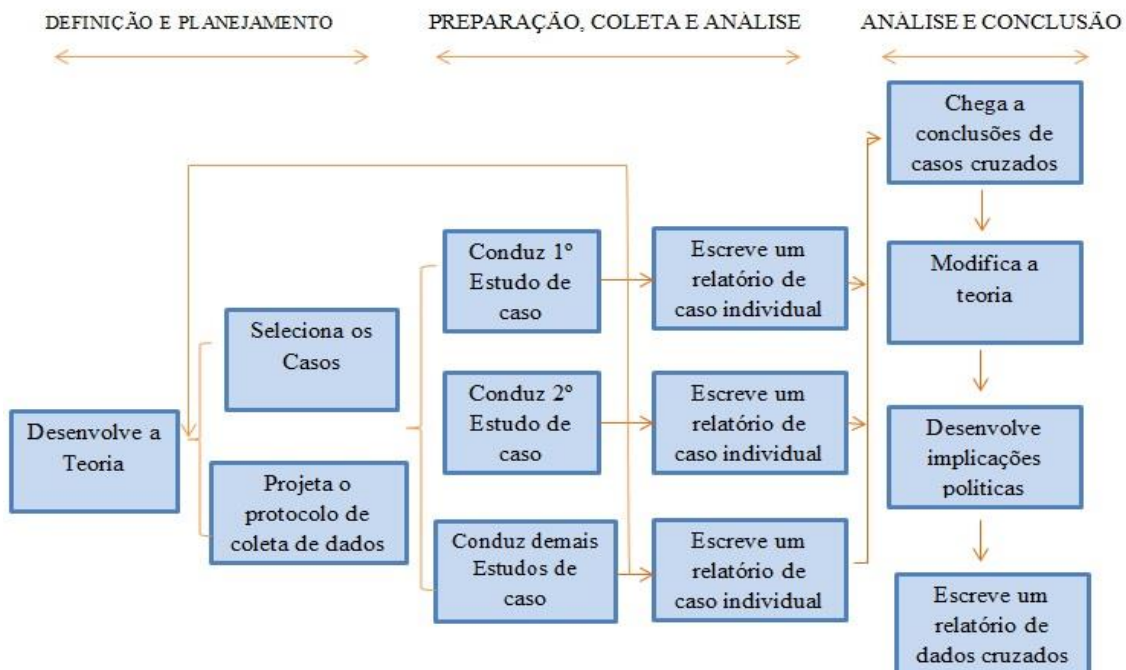 DEFINIÇÃO E PLANEJAMENTO
PREPARAÇÃO, COLETA E ANÁLISE
ANÁLISE E CONCLUSÃO
Desenvolve a
Teoria
Seleciona os
Casos
Projeta o
protocolo de
coleta de dados
Conduz 1°
Estudo de
caso
Escreve um
relatório de
caso individual
Conduz 2°
Estudo de
caso
Escreve um
relatório de
caso individual
Conduz demais
Estudos de
caso
Escreve um
relatório de
caso individual
Chega a
conclusões de
casos cruzados
Modifica a
teoria
Desenvolve
implicações
políticas
Escreve um
relatório de
dados cruzados